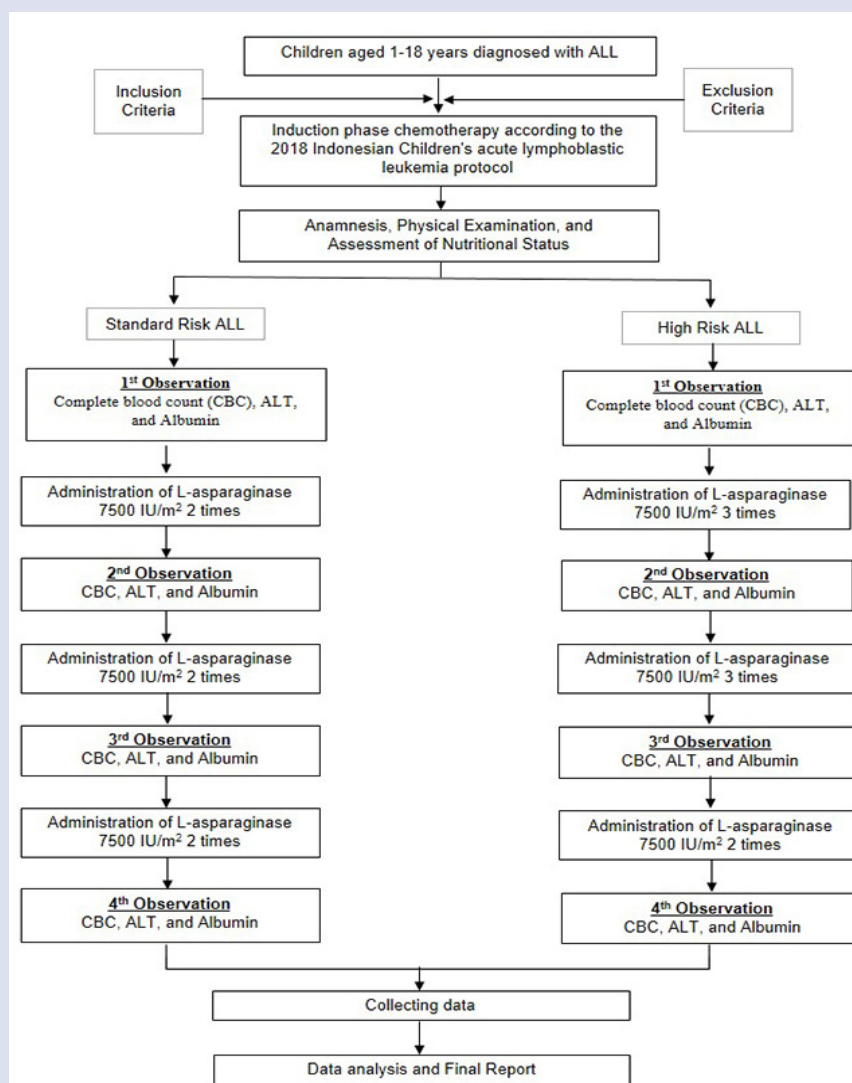 Children aged 1-18 years diagnosed with ALL
Inclusion
Criteria
Exclusion
Criteria
Induction phase chemotherapy according to the
2018 Indonesian Children's acute lymphoblastic
leukemia protocol
Anamnesis, Physical Examination, and
Assessment of Nutritional Status
Standard Risk ALL
High Risk ALL
1st Observation
Complete blood count (CBC), ALT,
and Albumin
1st Observation
Complete blood count (CBC), ALT,
and Albumin
Administration of L-asparaginase
7500 IU/m² 2 times
Administration of L-asparaginase
7500 IU/m² 3 times
2nd Observation
CBC, ALT, and Albumin
2nd Observation
CBC, ALT, and Albumin
Administration of L-asparaginase
7500 IU/m² 2 times
Administration of L-asparaginase
7500 IU/m² 3 times
3rd Observation
CBC, ALT, and Albumin
3rd Observation
CBC, ALT, and Albumin
Administration of L-asparaginase
7500 IU/m² 2 times
Administration of L-asparaginase
7500 IU/m² 2 times
4th Observation
CBC, ALT, and Albumin
4th Observation
CBC, ALT, and Albumin
Collecting data
Data analysis and Final Report